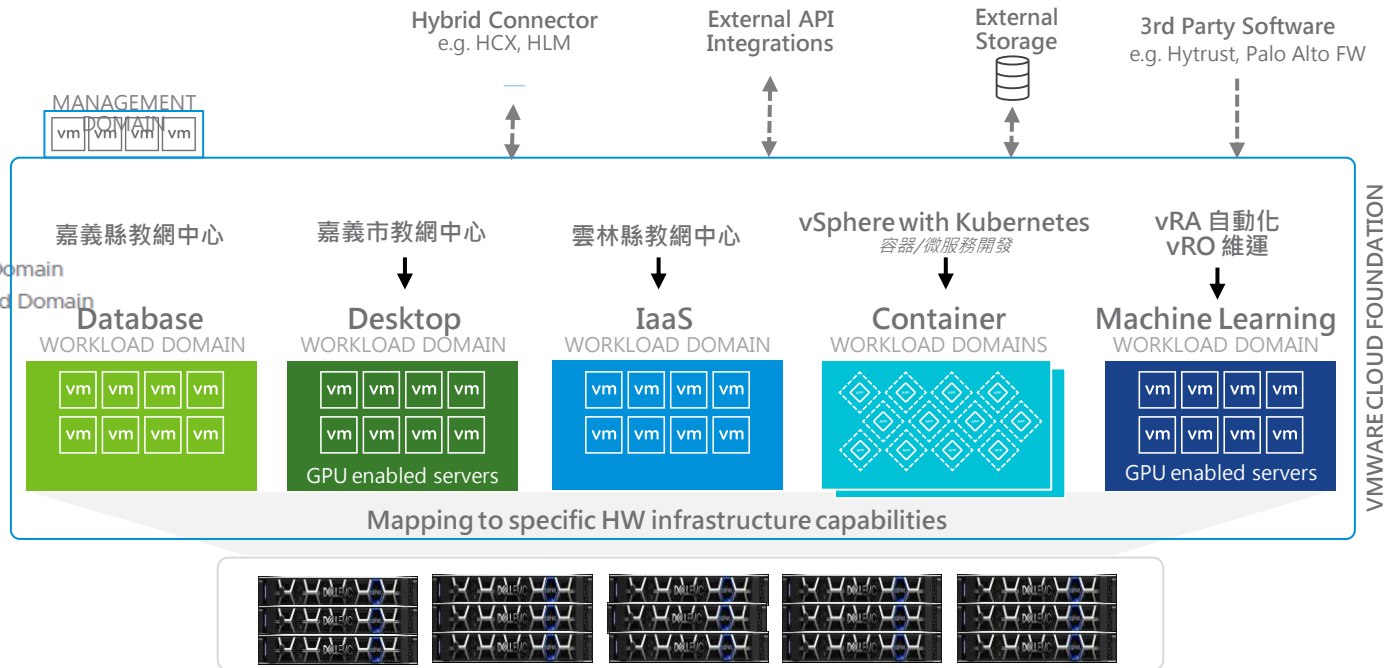 Hybrid Connector
e.g. HCX, HLM
External API
Integrations
External
Storage
3rd Party Software
e.g. Hytrust, Palo Alto FW
MANAGEMENT
DOMAIN
vm vm vm vm
嘉義縣教網中心
嘉義市教網中心
雲林縣教網中心
vSphere with Kubernetes
容器/微服務開發
vRA 自動化
vRO 維運
Domain
d Domain
Database
WORKLOAD DOMAIN
Desktop
WORKLOAD DOMAIN
IaaS
WORKLOAD DOMAIN
Container
WORKLOAD DOMAINS
Machine Learning
WORKLOAD DOMAIN
vm vm vm vm
vm vm vm vm
vm vm vm vm
vm vm vm vm
GPU enabled servers
vm vm vm vm
vm vm vm vm
vm vm vm vm
vm vm vm vm
GPU enabled servers
Mapping to specific HW infrastructure capabilities
VMWARE CLOUD FOUNDATION